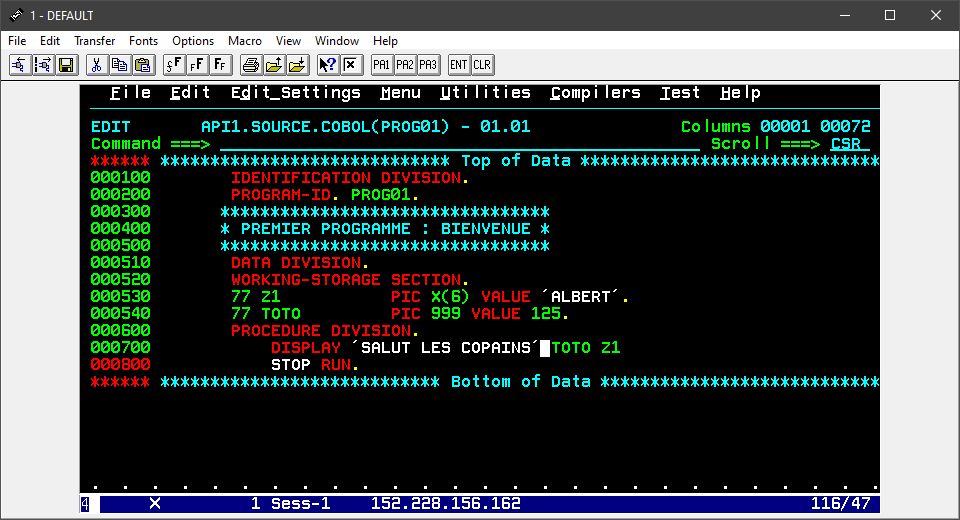 1 - DEFAULT
File Edit Transfer Fonts Options Macro View Window Help
PA1 PA2 PA3 ENT CLR
File Edit Edit_Settings Menu Utilities Compilers Test Help
EDIT API1.SOURCE.COBOL(PROG01) - 01.01 Columns 00001 00072
Command ===> Scroll ===> CSR
****** ***************************** Top of Data ******************************
000100 IDENTIFICATION DIVISION.
000200 PROGRAM-ID. PROG01.
000300 *********************************
000400 * PREMIER PROGRAMME : BIENVENUE *
000500 *********************************
000510 DATA DIVISION.
000520 WORKING-STORAGE SECTION.
000530 77 Z1 PIC X(6) VALUE ´ALBERT´.
000540 77 TOTO PIC 999 VALUE 125.
000600 PROCEDURE DIVISION.
000700 DISPLAY ´SALUT LES COPAINS´ TOTO Z1
000800 STOP RUN.
****** **************************** Bottom of Data ****************************
. . . . . . . . . . . . . . . . . . . . . . . . . . .
4 X 1 Sess-1 152.228.156.162 116/47